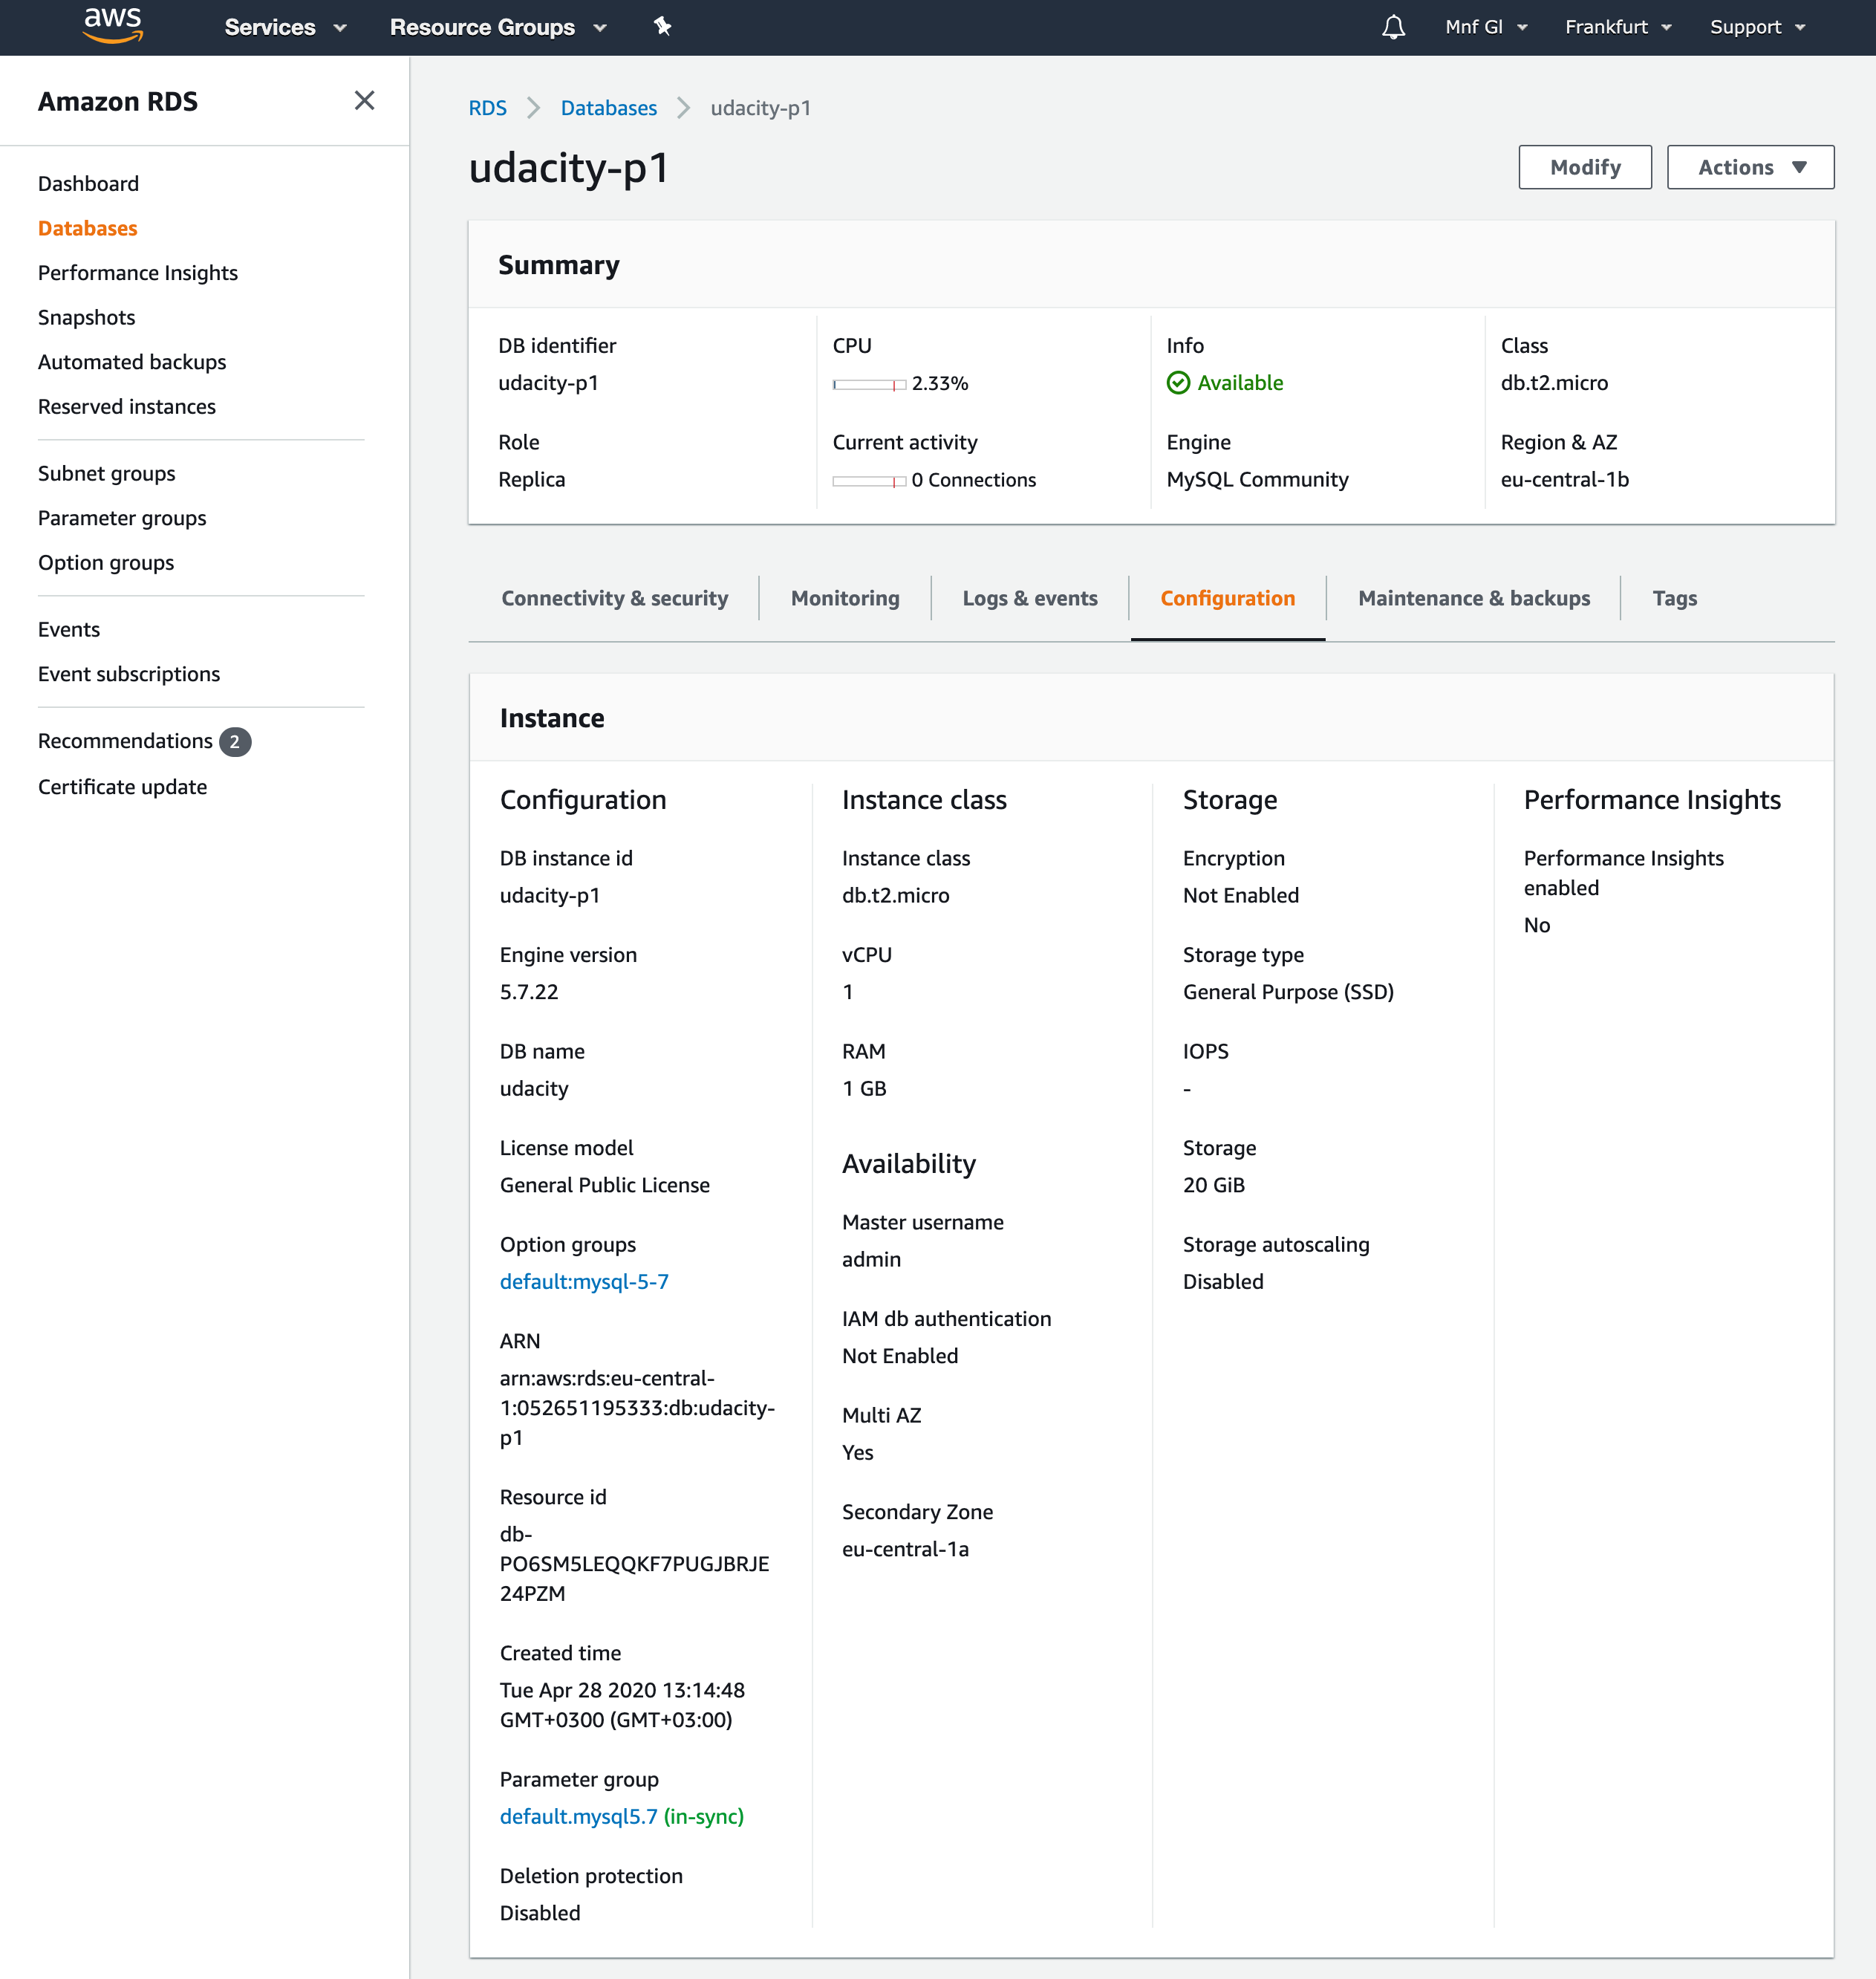 aws
Services
Resource Groups
Mnf Gl
Frankfurt
Support
Amazon RDS
Dashboard
Databases
Performance Insights
Snapshots
Automated backups
Reserved instances
Subnet groups
Parameter groups
Option groups
Events
Event subscriptions
Recommendations 2
Certificate update
RDS
Databases
udacity-p1
udacity-p1
Modify
Actions
Summary
DB identifier
udacity-p1
CPU
2.33%
Info
Available
Class
db.t2.micro
Role
Replica
Current activity
0 Connections
Engine
MySQL Community
Region & AZ
eu-central-1b
Connectivity & security
Monitoring
Logs & events
Configuration
Maintenance & backups
Tags
Instance
Configuration
DB instance id
udacity-p1
Engine version
5.7.22
DB name
udacity
License model
General Public License
Option groups
default:mysql-5-7
ARN
arn:aws:rds:eu-central-
1:052651195333:db:udacity-
p1
Resource id
db-
PO6SM5LEQQKF7PUGJBRJE
24PZM
Created time
Tue Apr 28 2020 13:14:48
GMT+0300 (GMT+03:00)
Parameter group
default.mysql5.7 (in-sync)
Deletion protection
Disabled
Instance class
Instance class
db.t2.micro
vCPU
1
RAM
1 GB
Availability
Master username
admin
IAM db authentication
Not Enabled
Multi AZ
Yes
Secondary Zone
eu-central-1a
Storage
Encryption
Not Enabled
Storage type
General Purpose (SSD)
IOPS
-
Storage
20 GiB
Storage autoscaling
Disabled
Performance Insights
Performance Insights
enabled
No